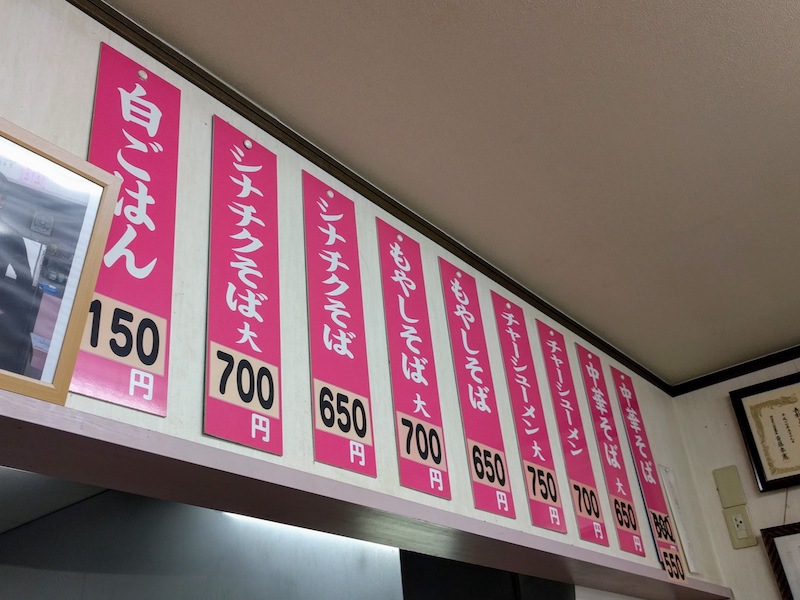 白ごはん
150
円
シナチクそば 大
700
円
シナチクそば
650
円
もやしそば 大
700
円
もやしそば
650
円
チャーシューメン 大
750
円
チャーシューメン
700
円
中華そば 大
650
円
中華そば
550
円